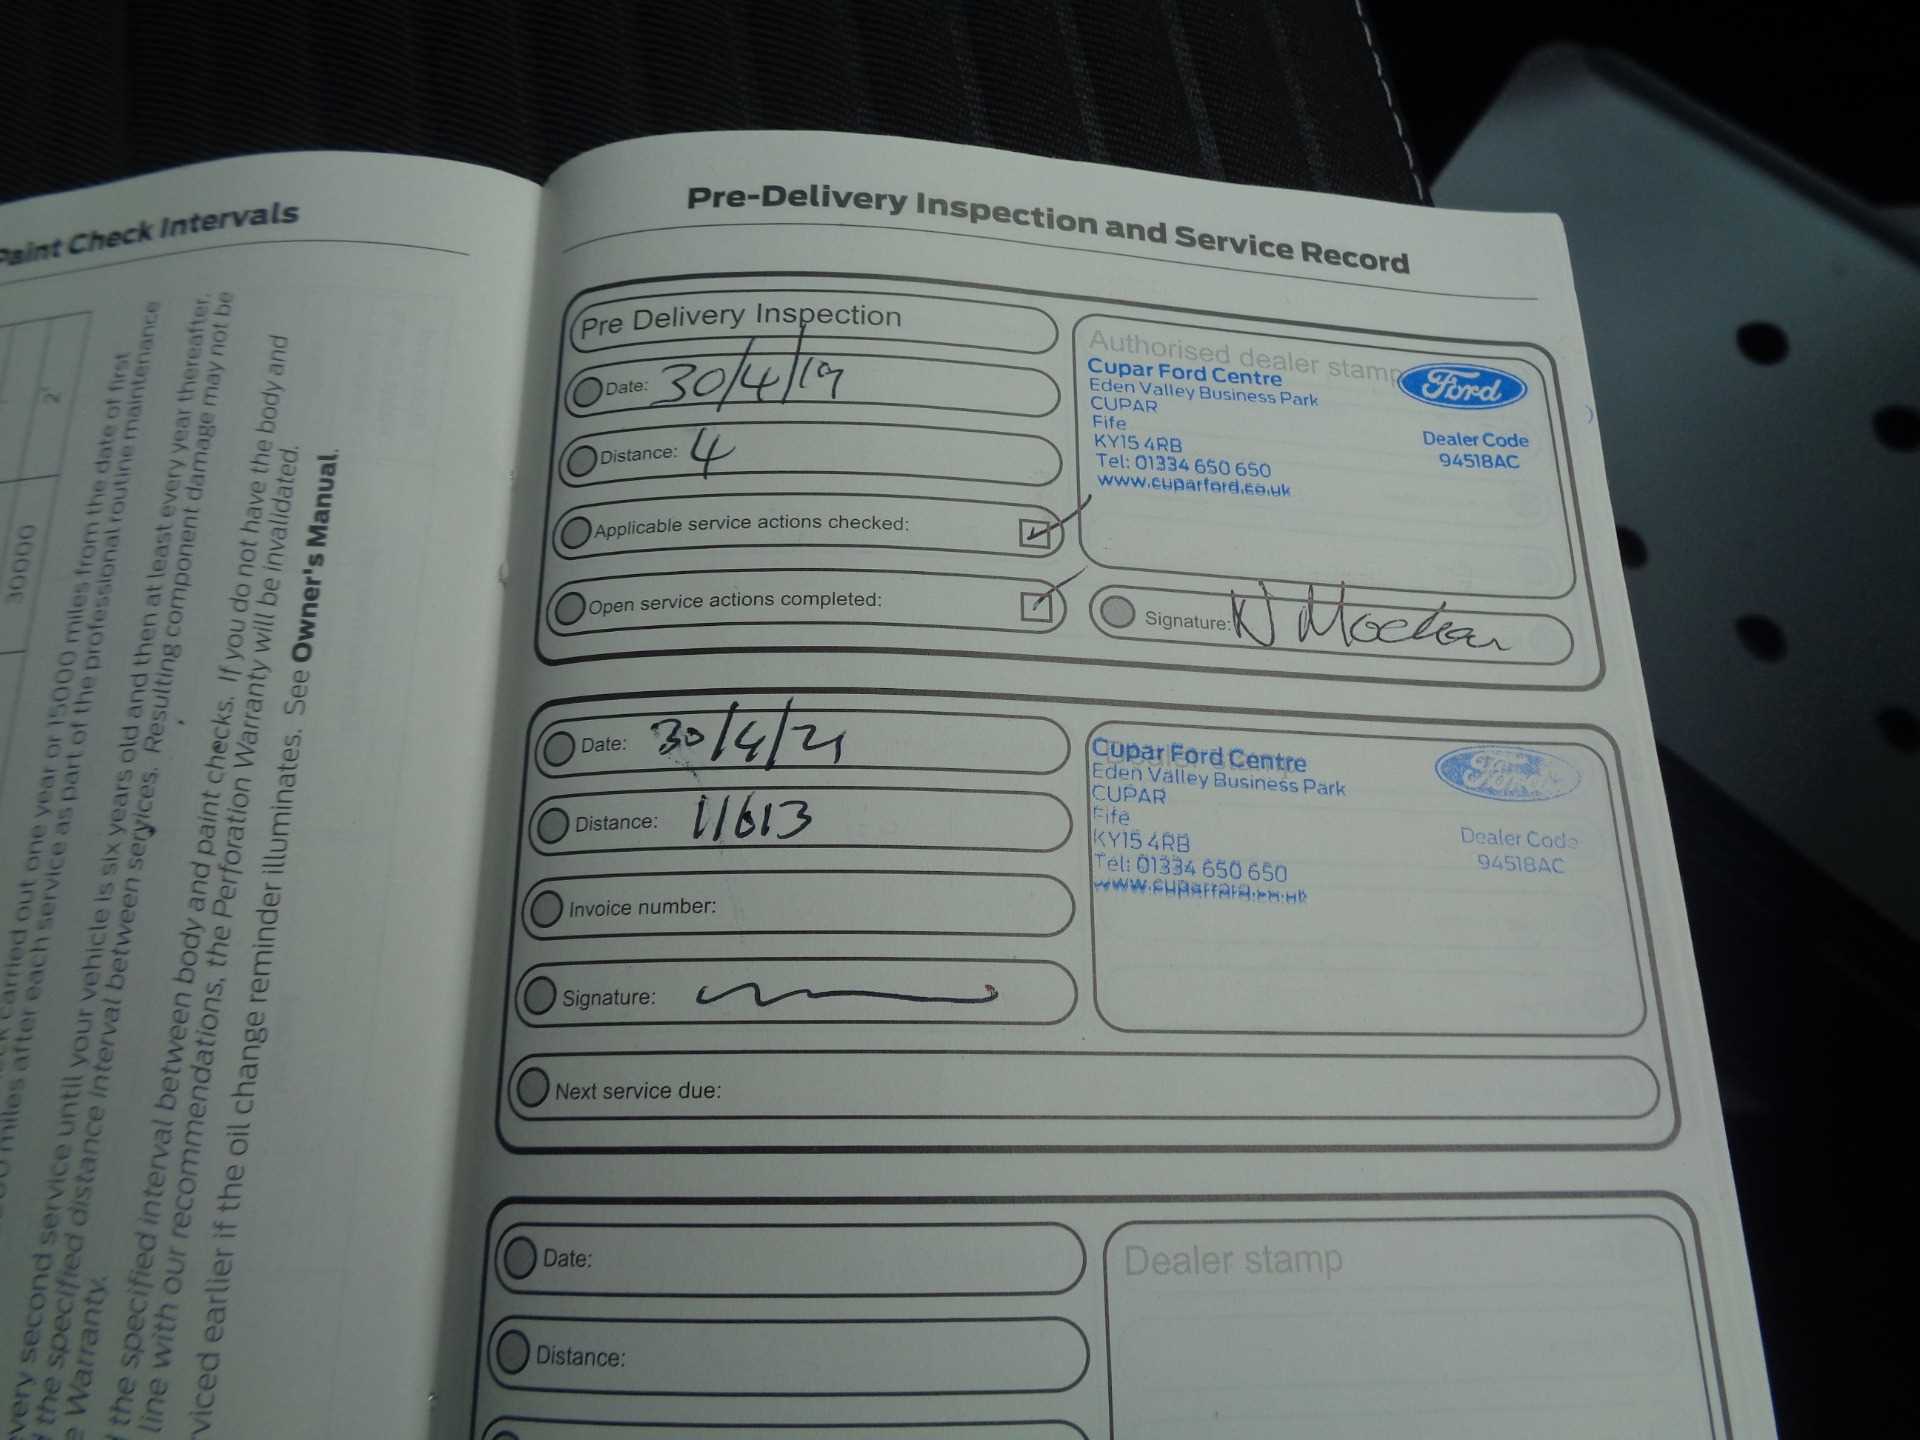 Paint Check Intervals
2
30000
carried out one year or 15000 miles from the date of first
miles after each service as part of the professional routine maintenance
every second service until your vehicle is six years old and then at least every year thereafter,
the specified distance interval between services. Resulting component damage may not be
Warranty.
the specified interval between body and paint checks. If you do not have the body and
line with our recommendations, the Perforation Warranty will be invalidated.
viced earlier if the oil change reminder illuminates. See Owner's Manual.
Pre-Delivery Inspection and Service Record
Pre Delivery Inspection
Date: 30/4/19
Distance: 4
Applicable service actions checked:
Open service actions completed:
Authorised dealer stamp
Cupar Ford Centre
Eden Valley Business Park
CUPAR
Fife
KY15 4RB
Tel: 01334 650 650
www.cuparford.co.uk
Ford
Dealer Code
94518AC
Signature:
Date: 30/4/21
Distance: 11613
Invoice number:
Signature:
Next service due:
Cupar Ford Centre
Eden Valley Business Park
CUPAR
Fife
KY15 4RB
Tel: 01334 650 650
www.cuparford.co.uk
Ford
Dealer Code
94518AC
Date:
Distance:
Dealer stamp